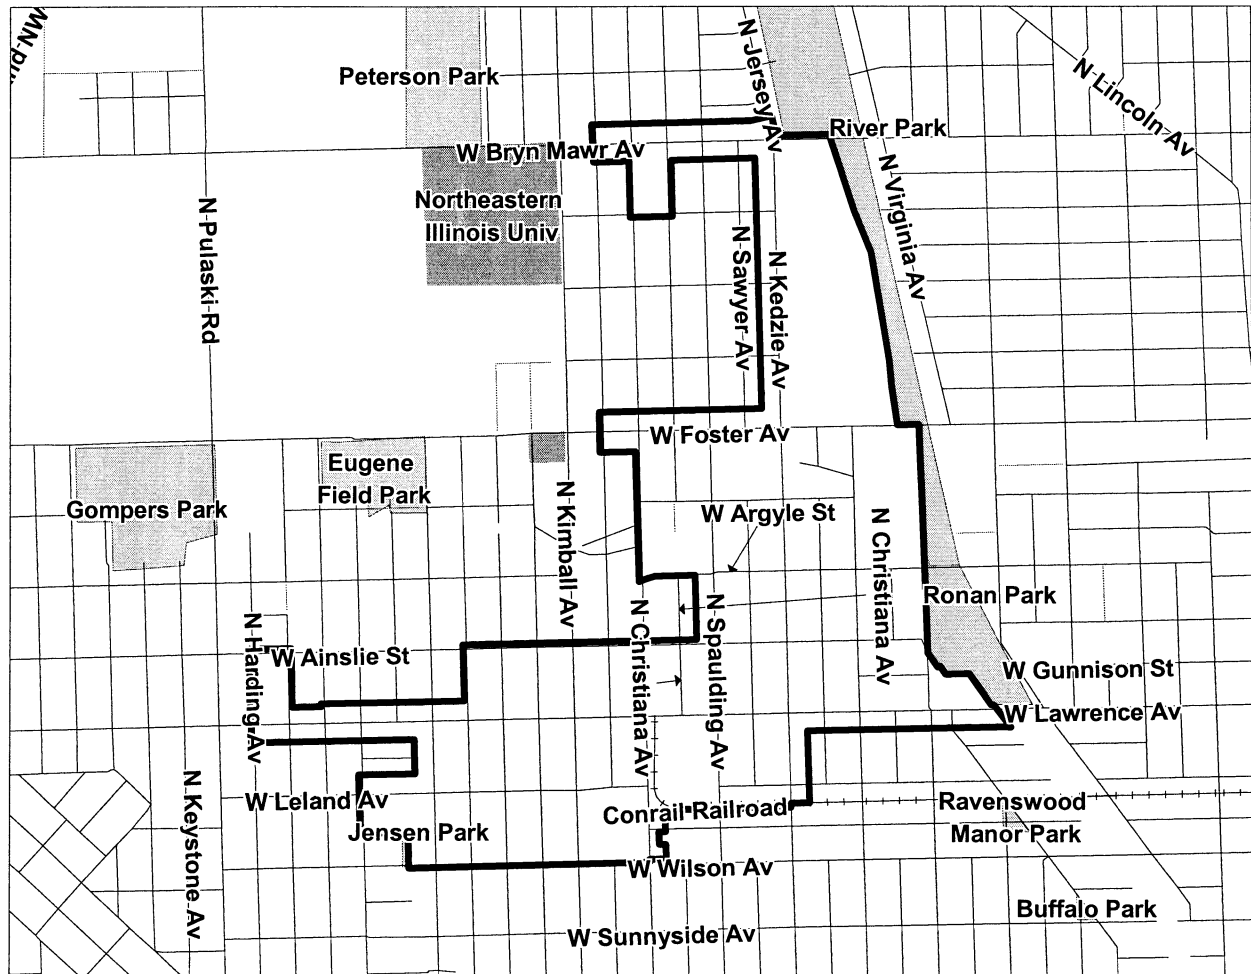 and NW
Peterson Park
N Jersey Av
N Lincoln Av
River Park
W Bryn Mawr Av
N Virginia Av
Northeastern
Illinois Univ
N Pulaski Rd
N Sawyer Av
N Kedzie Av
W Foster Av
Eugene
Field Park
Gompers Park
N Kimball Av
W Argyle St
N Christiana Av
Ronan Park
N Harding Av
W Ainslie St
N Christiana Av
N Spaulding Av
W Gunnison St
W Lawrence Av
N Keystone Av
W Leland Av
Conrail Railroad
Ravenswood
Manor Park
Jensen Park
W Wilson Av
Buffalo Park
W Sunnyside Av